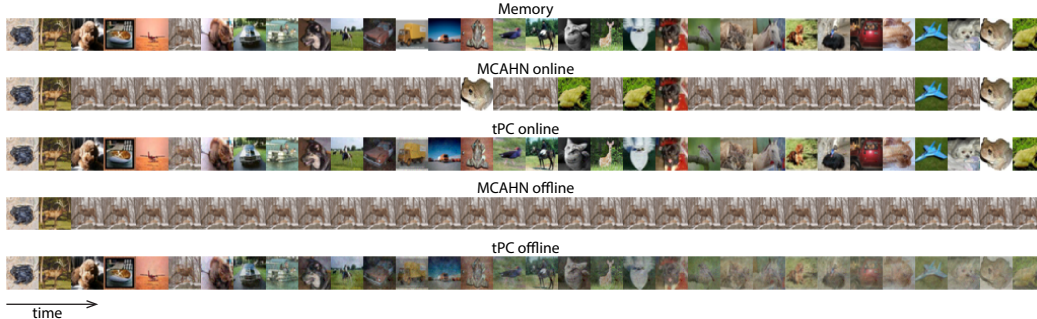 Memory
MCAHN online
tPC online
MCAHN offline
tPC offline
time